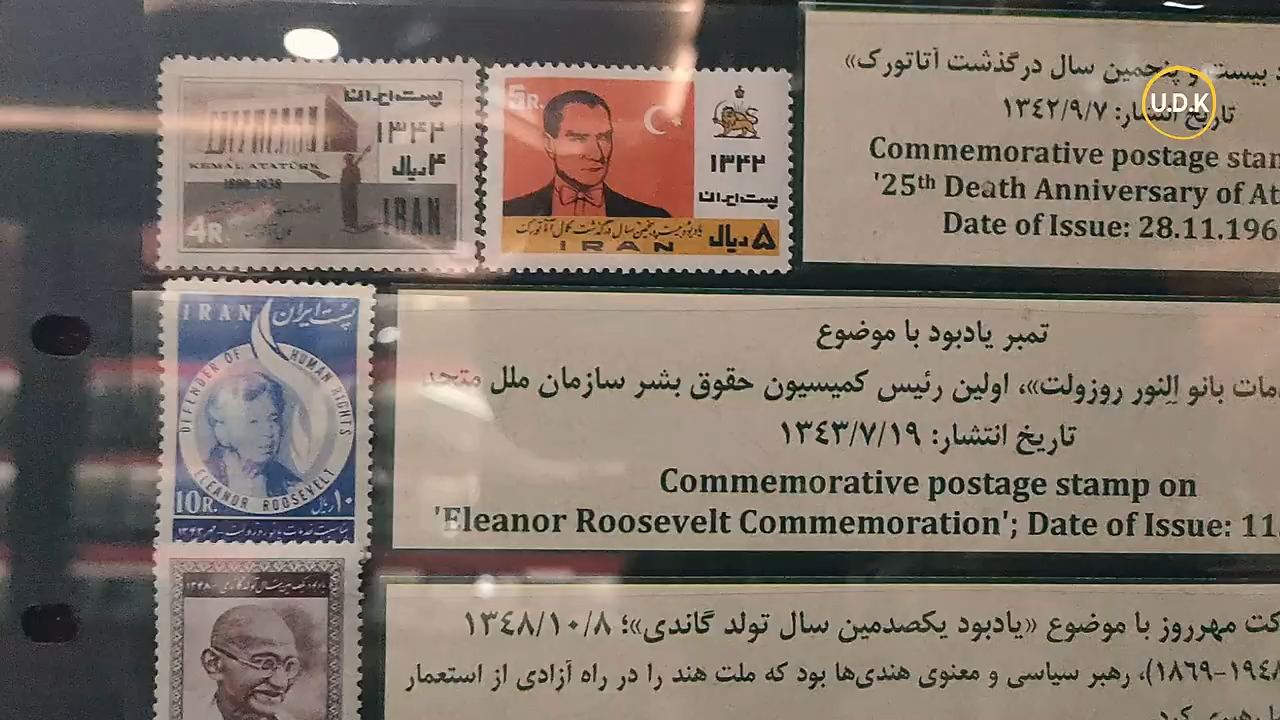 پست ایران
۱۳۴۲
۴ ریال
KEMAL ATATÜRK
1880-1938
IRAN
4R.
5R.
۱۳۴۲
پست ایران
۵ ریال
IRAN
بیست و پنجمین سال درگذشت آتاتورک»
تاریخ انتشار: ۱۳۴۲/۹/۷
U.D.K
Commemorative postage stam
'25th Death Anniversary of At
Date of Issue: 28.11.196
IRAN پست ایران
DEFENDER OF HUMAN RIGHTS
ELEANOR ROOSEVELT
10R. ۱۰ ریال
تمبر یادبود با موضوع
مات بانو اِلِنور روزولت»، اولین رئیس کمیسیون حقوق بشر سازمان ملل متحد
تاریخ انتشار: ۱۳۴۳/۷/۱۹
Commemorative postage stamp on
'Eleanor Roosevelt Commemoration'; Date of Issue: 11
کت مهرروز با موضوع «یادبود یکصدمین سال تولد گاندی»؛ ۱۳۴۸/۱۰/۸
۱۸۶۹-۱۹۴۸)، رهبر سیاسی و معنوی هندی‌ها بود که ملت هند را در راه آزادی از استعمار